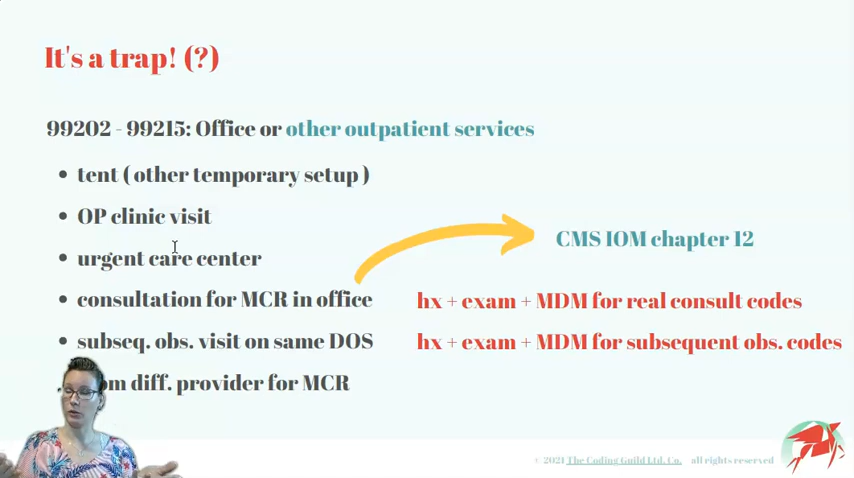 It's a trap! (?)
99202 - 99215: Office or other outpatient services
• tent ( other temporary setup )
• OP clinic visit
• urgent care center
• consultation for MCR in office
• subseq. obs. visit on same DOS
diff. provider for MCR
CMS IOM chapter 12
hx + exam + MDM for real consult codes
hx + exam + MDM for subsequent obs. codes
© 2021 The Coding Guild Ltd. Co. all rights reserved